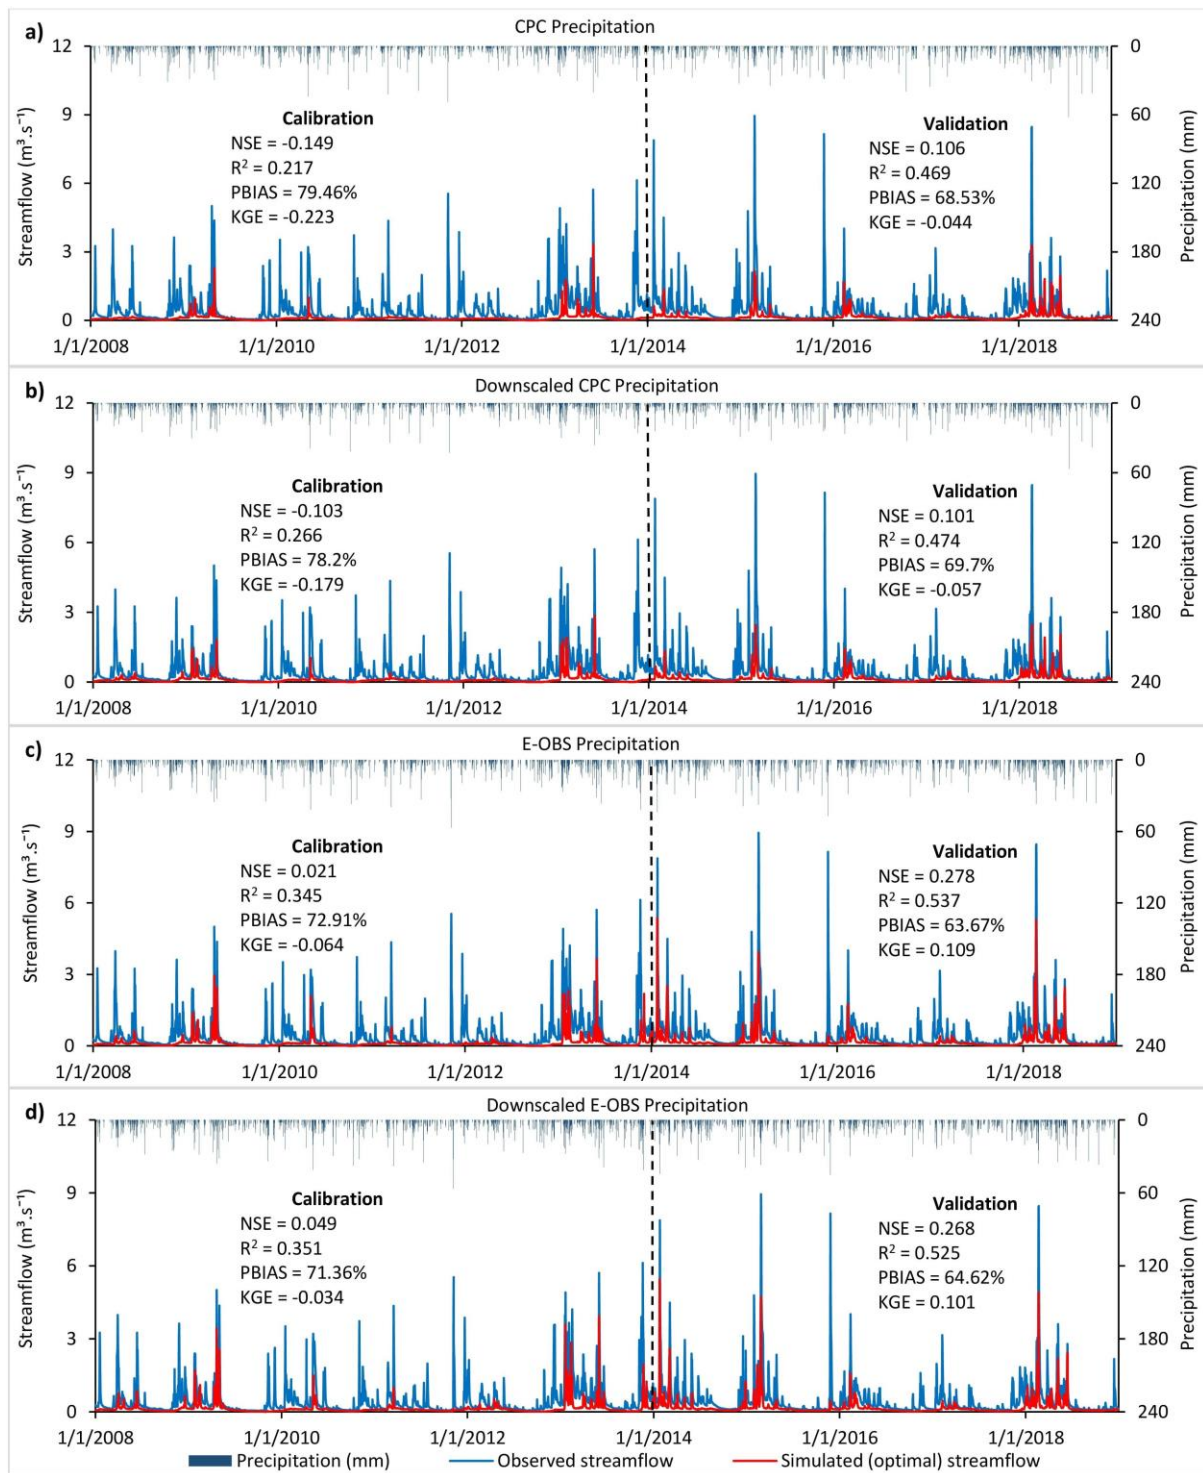 a)
CPC Precipitation
Streamflow (m³.s⁻¹)
12
9
6
3
0
Calibration
NSE = -0.149
R² = 0.217
PBIAS = 79.46%
KGE = -0.223
Validation
NSE = 0.106
R² = 0.469
PBIAS = 68.53%
KGE = -0.044
0
60
120
180
240
Precipitation (mm)
1/1/2008 1/1/2010 1/1/2012 1/1/2014 1/1/2016 1/1/2018
b)
Downscaled CPC Precipitation
Streamflow (m³.s⁻¹)
12
9
6
3
0
Calibration
NSE = -0.103
R² = 0.266
PBIAS = 78.2%
KGE = -0.179
Validation
NSE = 0.101
R² = 0.474
PBIAS = 69.7%
KGE = -0.057
0
60
120
180
240
Precipitation (mm)
1/1/2008 1/1/2010 1/1/2012 1/1/2014 1/1/2016 1/1/2018
c)
E-OBS Precipitation
Streamflow (m³.s⁻¹)
12
9
6
3
0
Calibration
NSE = 0.021
R² = 0.345
PBIAS = 72.91%
KGE = -0.064
Validation
NSE = 0.278
R² = 0.537
PBIAS = 63.67%
KGE = 0.109
0
60
120
180
240
Precipitation (mm)
1/1/2008 1/1/2010 1/1/2012 1/1/2014 1/1/2016 1/1/2018
d)
Downscaled E-OBS Precipitation
Streamflow (m³.s⁻¹)
12
9
6
3
0
Calibration
NSE = 0.049
R² = 0.351
PBIAS = 71.36%
KGE = -0.034
Validation
NSE = 0.268
R² = 0.525
PBIAS = 64.62%
KGE = 0.101
0
60
120
180
240
Precipitation (mm)
1/1/2008 1/1/2010 1/1/2012 1/1/2014 1/1/2016 1/1/2018
Precipitation (mm) Observed streamflow Simulated (optimal) streamflow